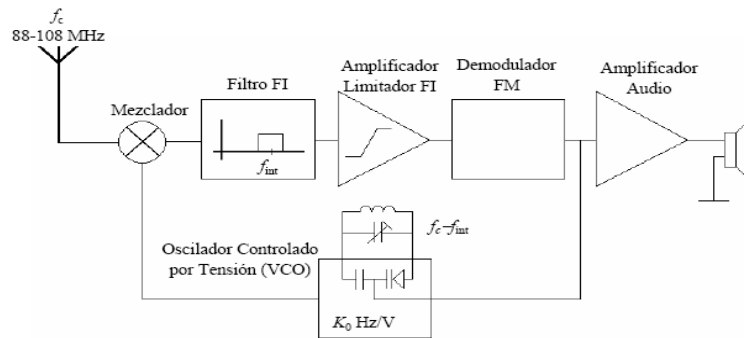 f_c
88-108 MHz
Mezclador
Filtro FI
f_int
Amplificador
Limitador FI
Demodulador
FM
Amplificador
Audio
Oscilador Controlado
por Tensión (VCO)
f_c-f_int
K_0 Hz/V